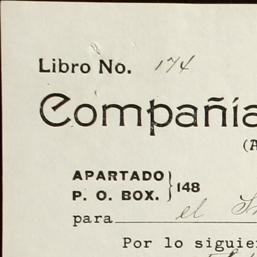 Libro No. 174
Compañía
(A
APARTADO
P. O. BOX. } 148
para el
Por lo siguie